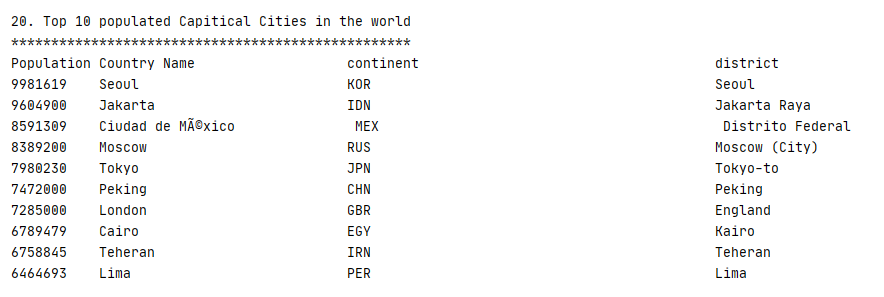 20. Top 10 populated Capitical Cities in the world
**************************************************
Population Country Name continent district
9981619 Seoul KOR Seoul
9604900 Jakarta IDN Jakarta Raya
8591309 Ciudad de MÃ©xico MEX Distrito Federal
8389200 Moscow RUS Moscow (City)
7980230 Tokyo JPN Tokyo-to
7472000 Peking CHN Peking
7285000 London GBR England
6789479 Cairo EGY Kairo
6758845 Teheran IRN Teheran
6464693 Lima PER Lima